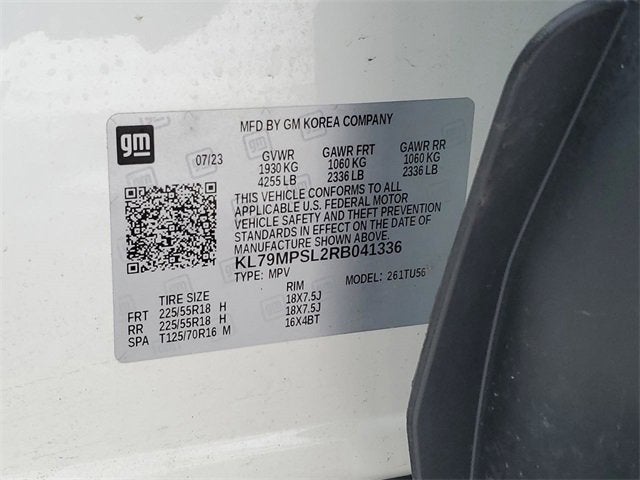 gm
MFD BY GM KOREA COMPANY
07/23 GVWR GAWR FRT GAWR RR
1930 KG 1060 KG 1060 KG
4255 LB 2336 LB 2336 LB
THIS VEHICLE CONFORMS TO ALL
APPLICABLE U.S. FEDERAL MOTOR
VEHICLE SAFETY AND THEFT PREVENTION
STANDARDS IN EFFECT ON THE DATE OF
MANUFACTURE SHOWN ABOVE.
KL79MPSL2RB041336
TYPE: MPV MODEL: 261TU56
TIRE SIZE RIM
FRT 225/55R18 H 18X7.5J
RR 225/55R18 H 18X7.5J
SPA T125/70R16 M 16X4BT